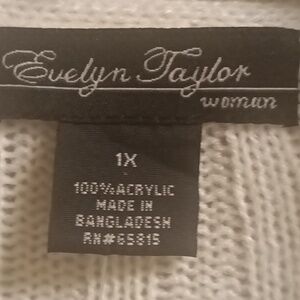 Evelyn Taylor
woman
1X
100% ACRYLIC
MADE IN
BANGLADESH
RN#65815